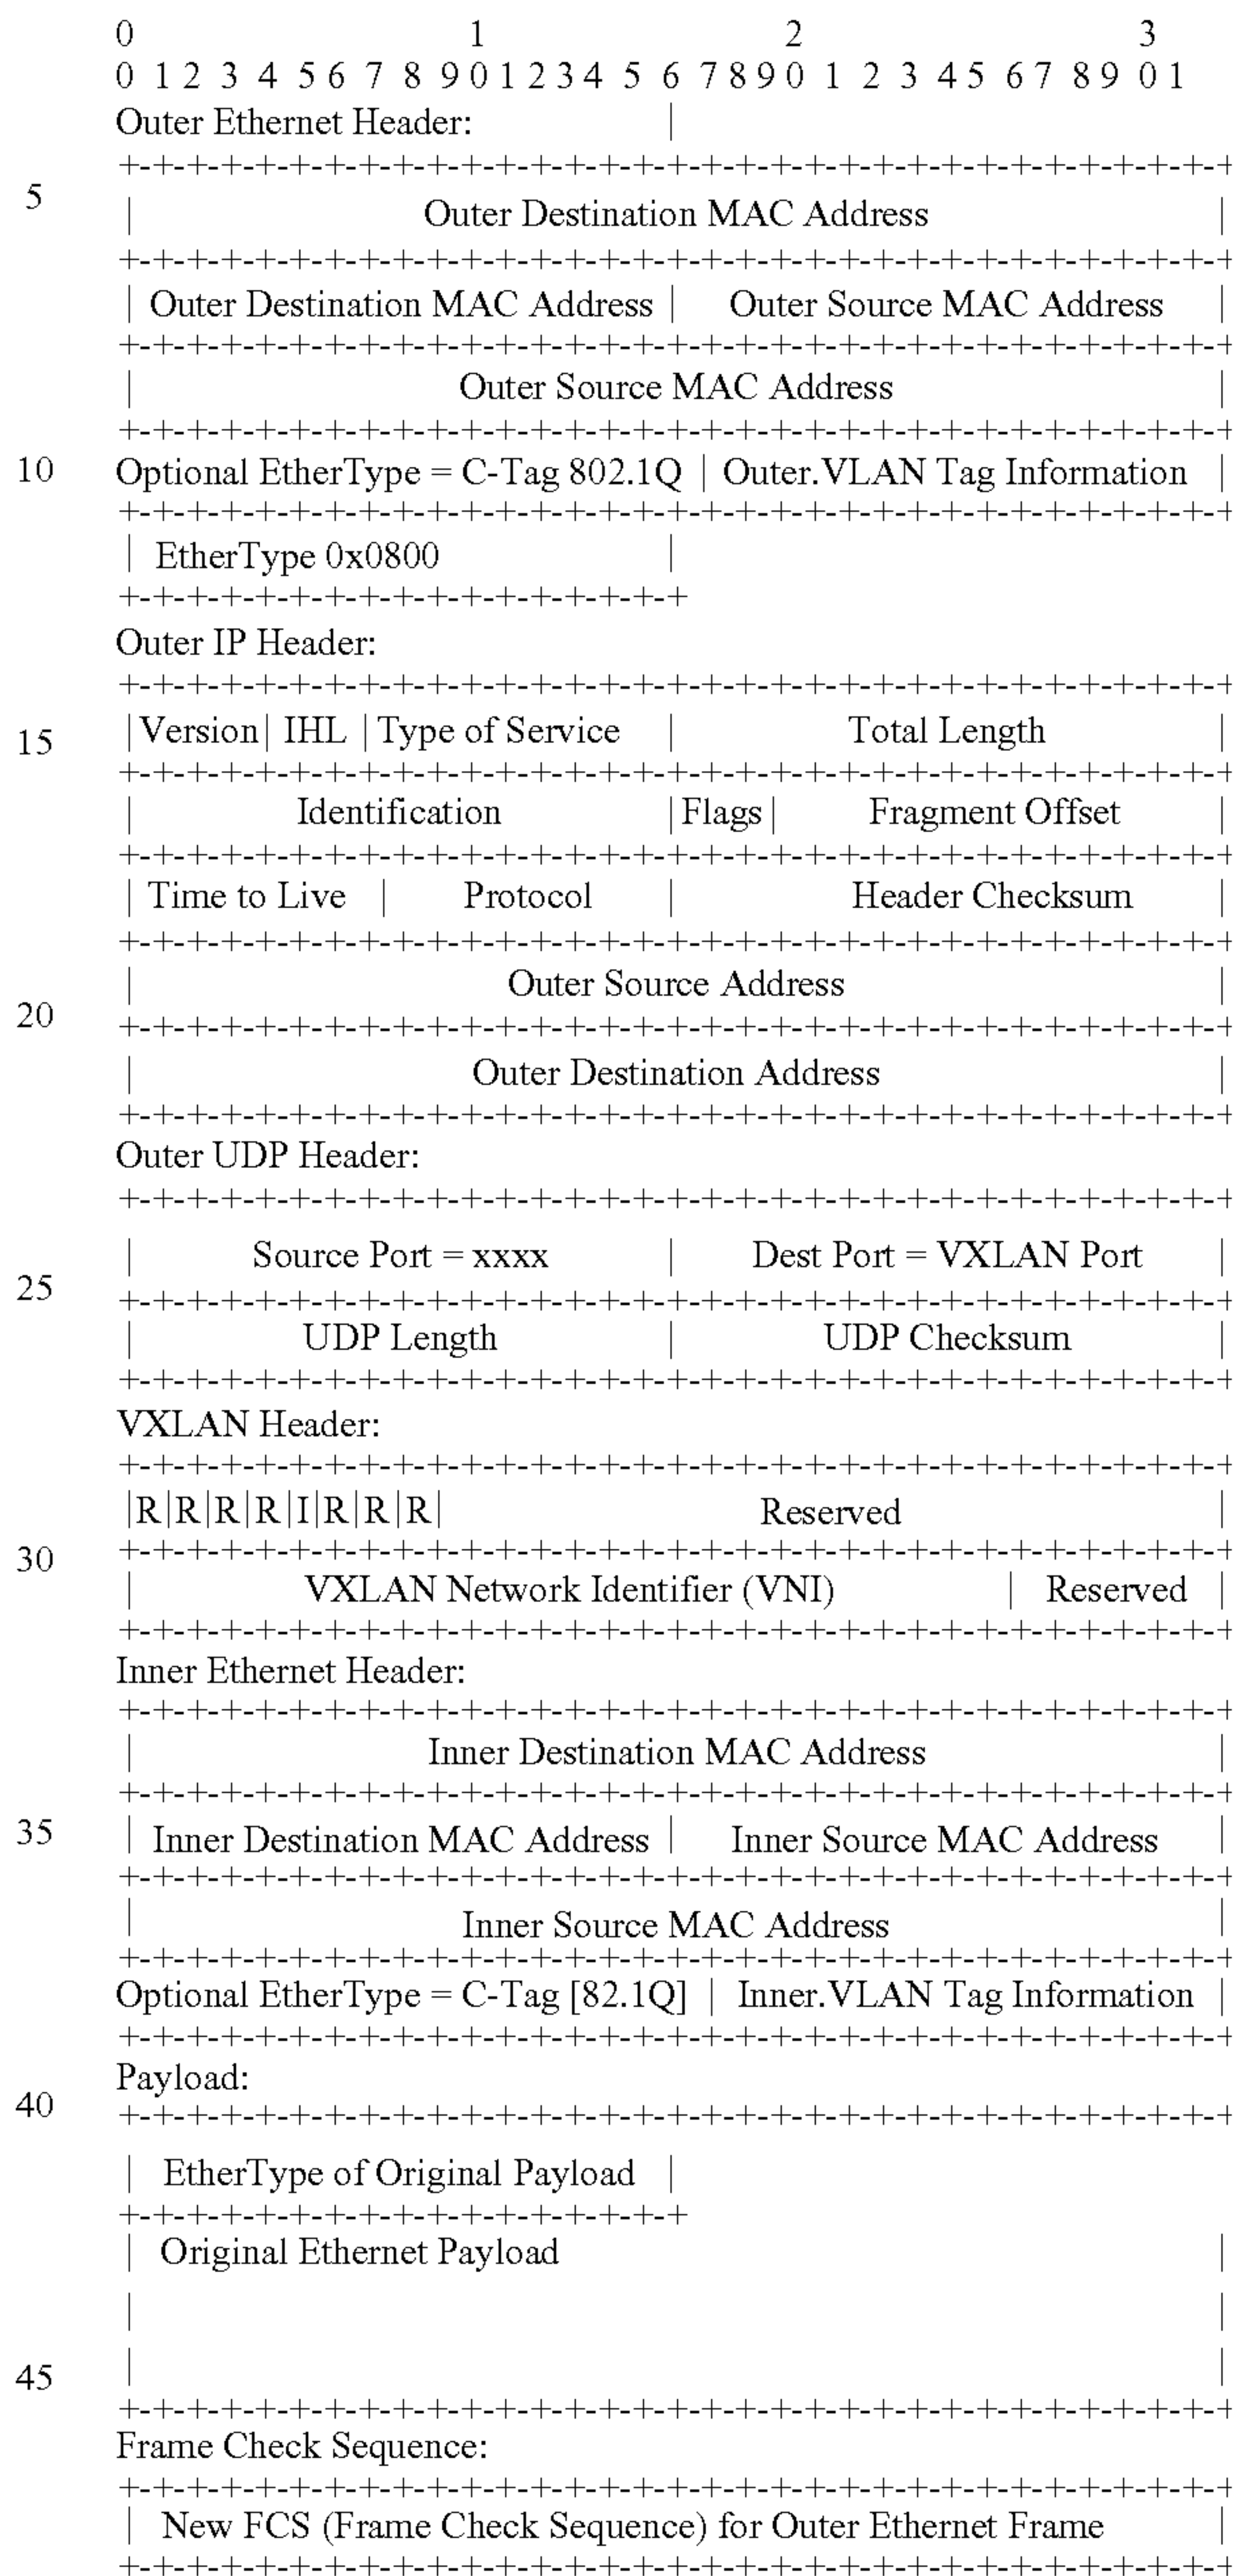 0 1 2 3
0 1 2 3 4 5 6 7 8 9 0 1 2 3 4 5 6 7 8 9 0 1 2 3 4 5 6 7 8 9 0 1
Outer Ethernet Header: |
+-+-+-+-+-+-+-+-+-+-+-+-+-+-+-+-+-+-+-+-+-+-+-+-+-+-+-+-+-+-+-+-+
5
| Outer Destination MAC Address |
+-+-+-+-+-+-+-+-+-+-+-+-+-+-+-+-+-+-+-+-+-+-+-+-+-+-+-+-+-+-+-+-+
| Outer Destination MAC Address | Outer Source MAC Address |
+-+-+-+-+-+-+-+-+-+-+-+-+-+-+-+-+-+-+-+-+-+-+-+-+-+-+-+-+-+-+-+-+
| Outer Source MAC Address |
+-+-+-+-+-+-+-+-+-+-+-+-+-+-+-+-+-+-+-+-+-+-+-+-+-+-+-+-+-+-+-+-+
10 Optional EtherType = C-Tag 802.1Q | Outer.VLAN Tag Information |
+-+-+-+-+-+-+-+-+-+-+-+-+-+-+-+-+-+-+-+-+-+-+-+-+-+-+-+-+-+-+-+-+
| EtherType 0x0800 |
+-+-+-+-+-+-+-+-+-+-+-+-+-+-+-+-+
Outer IP Header:
+-+-+-+-+-+-+-+-+-+-+-+-+-+-+-+-+-+-+-+-+-+-+-+-+-+-+-+-+-+-+-+-+
15 |Version| IHL |Type of Service | Total Length |
+-+-+-+-+-+-+-+-+-+-+-+-+-+-+-+-+-+-+-+-+-+-+-+-+-+-+-+-+-+-+-+-+
| Identification |Flags| Fragment Offset |
+-+-+-+-+-+-+-+-+-+-+-+-+-+-+-+-+-+-+-+-+-+-+-+-+-+-+-+-+-+-+-+-+
| Time to Live | Protocol | Header Checksum |
+-+-+-+-+-+-+-+-+-+-+-+-+-+-+-+-+-+-+-+-+-+-+-+-+-+-+-+-+-+-+-+-+
| Outer Source Address |
20 +-+-+-+-+-+-+-+-+-+-+-+-+-+-+-+-+-+-+-+-+-+-+-+-+-+-+-+-+-+-+-+-+
| Outer Destination Address |
+-+-+-+-+-+-+-+-+-+-+-+-+-+-+-+-+-+-+-+-+-+-+-+-+-+-+-+-+-+-+-+-+
Outer UDP Header:
+-+-+-+-+-+-+-+-+-+-+-+-+-+-+-+-+-+-+-+-+-+-+-+-+-+-+-+-+-+-+-+-+
| Source Port = xxxx | Dest Port = VXLAN Port |
25 +-+-+-+-+-+-+-+-+-+-+-+-+-+-+-+-+-+-+-+-+-+-+-+-+-+-+-+-+-+-+-+-+
| UDP Length | UDP Checksum |
+-+-+-+-+-+-+-+-+-+-+-+-+-+-+-+-+-+-+-+-+-+-+-+-+-+-+-+-+-+-+-+-+
VXLAN Header:
+-+-+-+-+-+-+-+-+-+-+-+-+-+-+-+-+-+-+-+-+-+-+-+-+-+-+-+-+-+-+-+-+
|R|R|R|R|I|R|R|R| Reserved |
30 +-+-+-+-+-+-+-+-+-+-+-+-+-+-+-+-+-+-+-+-+-+-+-+-+-+-+-+-+-+-+-+-+
| VXLAN Network Identifier (VNI) | Reserved |
+-+-+-+-+-+-+-+-+-+-+-+-+-+-+-+-+-+-+-+-+-+-+-+-+-+-+-+-+-+-+-+-+
Inner Ethernet Header:
+-+-+-+-+-+-+-+-+-+-+-+-+-+-+-+-+-+-+-+-+-+-+-+-+-+-+-+-+-+-+-+-+
| Inner Destination MAC Address |
+-+-+-+-+-+-+-+-+-+-+-+-+-+-+-+-+-+-+-+-+-+-+-+-+-+-+-+-+-+-+-+-+
35 | Inner Destination MAC Address | Inner Source MAC Address |
+-+-+-+-+-+-+-+-+-+-+-+-+-+-+-+-+-+-+-+-+-+-+-+-+-+-+-+-+-+-+-+-+
| Inner Source MAC Address |
+-+-+-+-+-+-+-+-+-+-+-+-+-+-+-+-+-+-+-+-+-+-+-+-+-+-+-+-+-+-+-+-+
Optional EtherType = C-Tag [82.1Q] | Inner.VLAN Tag Information |
+-+-+-+-+-+-+-+-+-+-+-+-+-+-+-+-+-+-+-+-+-+-+-+-+-+-+-+-+-+-+-+-+
Payload:
40 +-+-+-+-+-+-+-+-+-+-+-+-+-+-+-+-+-+-+-+-+-+-+-+-+-+-+-+-+-+-+-+-+
| EtherType of Original Payload |
+-+-+-+-+-+-+-+-+-+-+-+-+-+-+-+-+
| Original Ethernet Payload |
| |
45 | |
+-+-+-+-+-+-+-+-+-+-+-+-+-+-+-+-+-+-+-+-+-+-+-+-+-+-+-+-+-+-+-+-+
Frame Check Sequence:
+-+-+-+-+-+-+-+-+-+-+-+-+-+-+-+-+-+-+-+-+-+-+-+-+-+-+-+-+-+-+-+-+
| New FCS (Frame Check Sequence) for Outer Ethernet Frame |
+-+-+-+-+-+-+-+-+-+-+-+-+-+-+-+-+-+-+-+-+-+-+-+-+-+-+-+-+-+-+-+-+